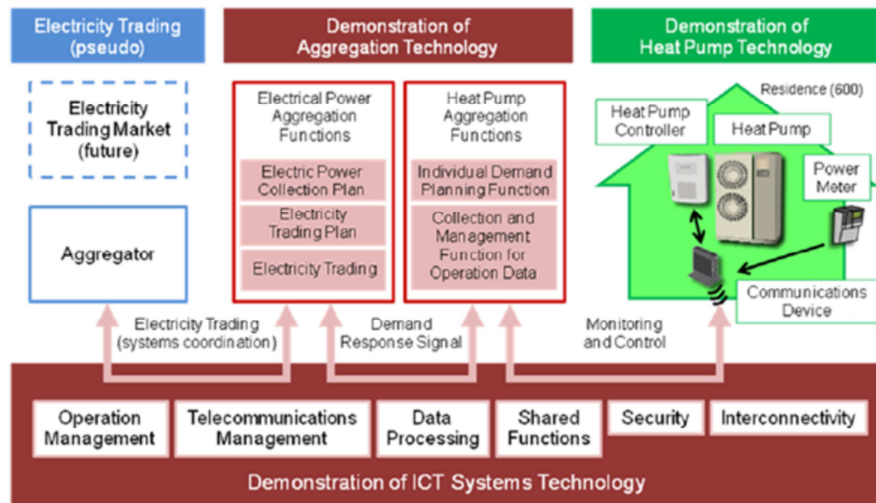 Electricity Trading
(pseudo)
Demonstration of
Aggregation Technology
Demonstration of
Heat Pump Technology
Electricity
Trading Market
(future)
Aggregator
Electrical Power
Aggregation
Functions
Electric Power
Collection Plan
Electricity
Trading Plan
Electricity Trading
Heat Pump
Aggregation
Functions
Individual Demand
Planning Function
Collection and
Management
Function for
Operation Data
Residence (600)
Heat Pump
Controller
Heat Pump
Power
Meter
Communications
Device
Electricity Trading
(systems coordination)
Demand
Response Signal
Monitoring
and Control
Operation
Management
Telecommunications
Management
Data
Processing
Shared
Functions
Security
Interconnectivity
Demonstration of ICT Systems Technology